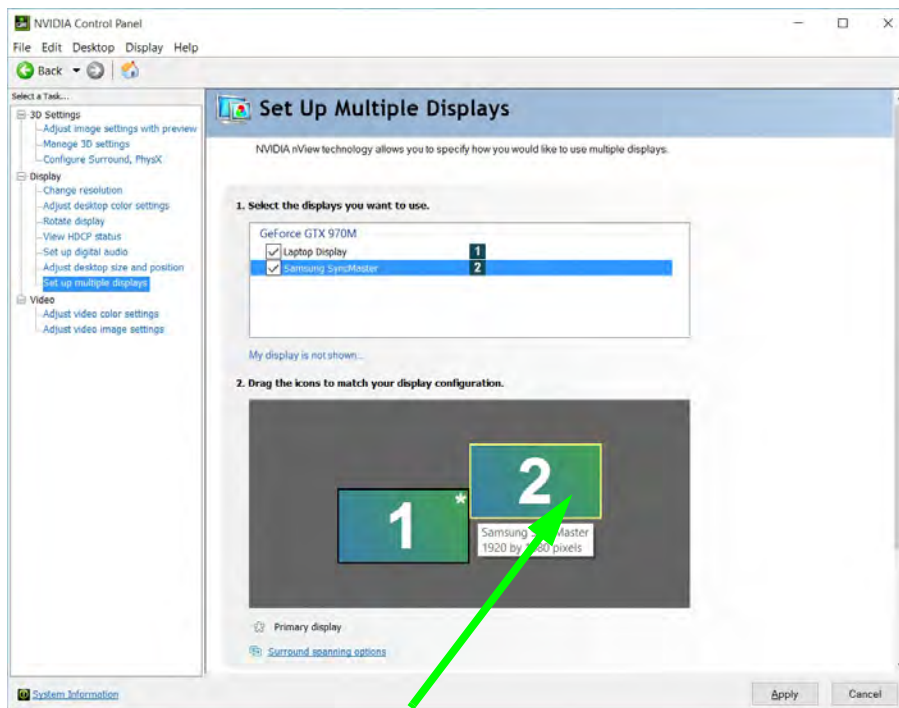 NVIDIA Control Panel
File Edit Desktop Display Help
Back
Select a Task...
3D Settings
Adjust image settings with preview
Manage 3D settings
Configure Surround, PhysX
Display
Change resolution
Adjust desktop color settings
Rotate display
View HDCP status
Set up digital audio
Adjust desktop size and position
Set up multiple displays
Video
Adjust video color settings
Adjust video image settings
Set Up Multiple Displays
NVIDIA nView technology allows you to specify how you would like to use multiple displays.
1. Select the displays you want to use.
GeForce GTX 970M
Laptop Display 1
Samsung SyncMaster 2
My display is not shown...
2. Drag the icons to match your display configuration.
1 *
2
Samsung Master
1920 by pixels
Primary display
Surround spanning options
System Information
Apply Cancel